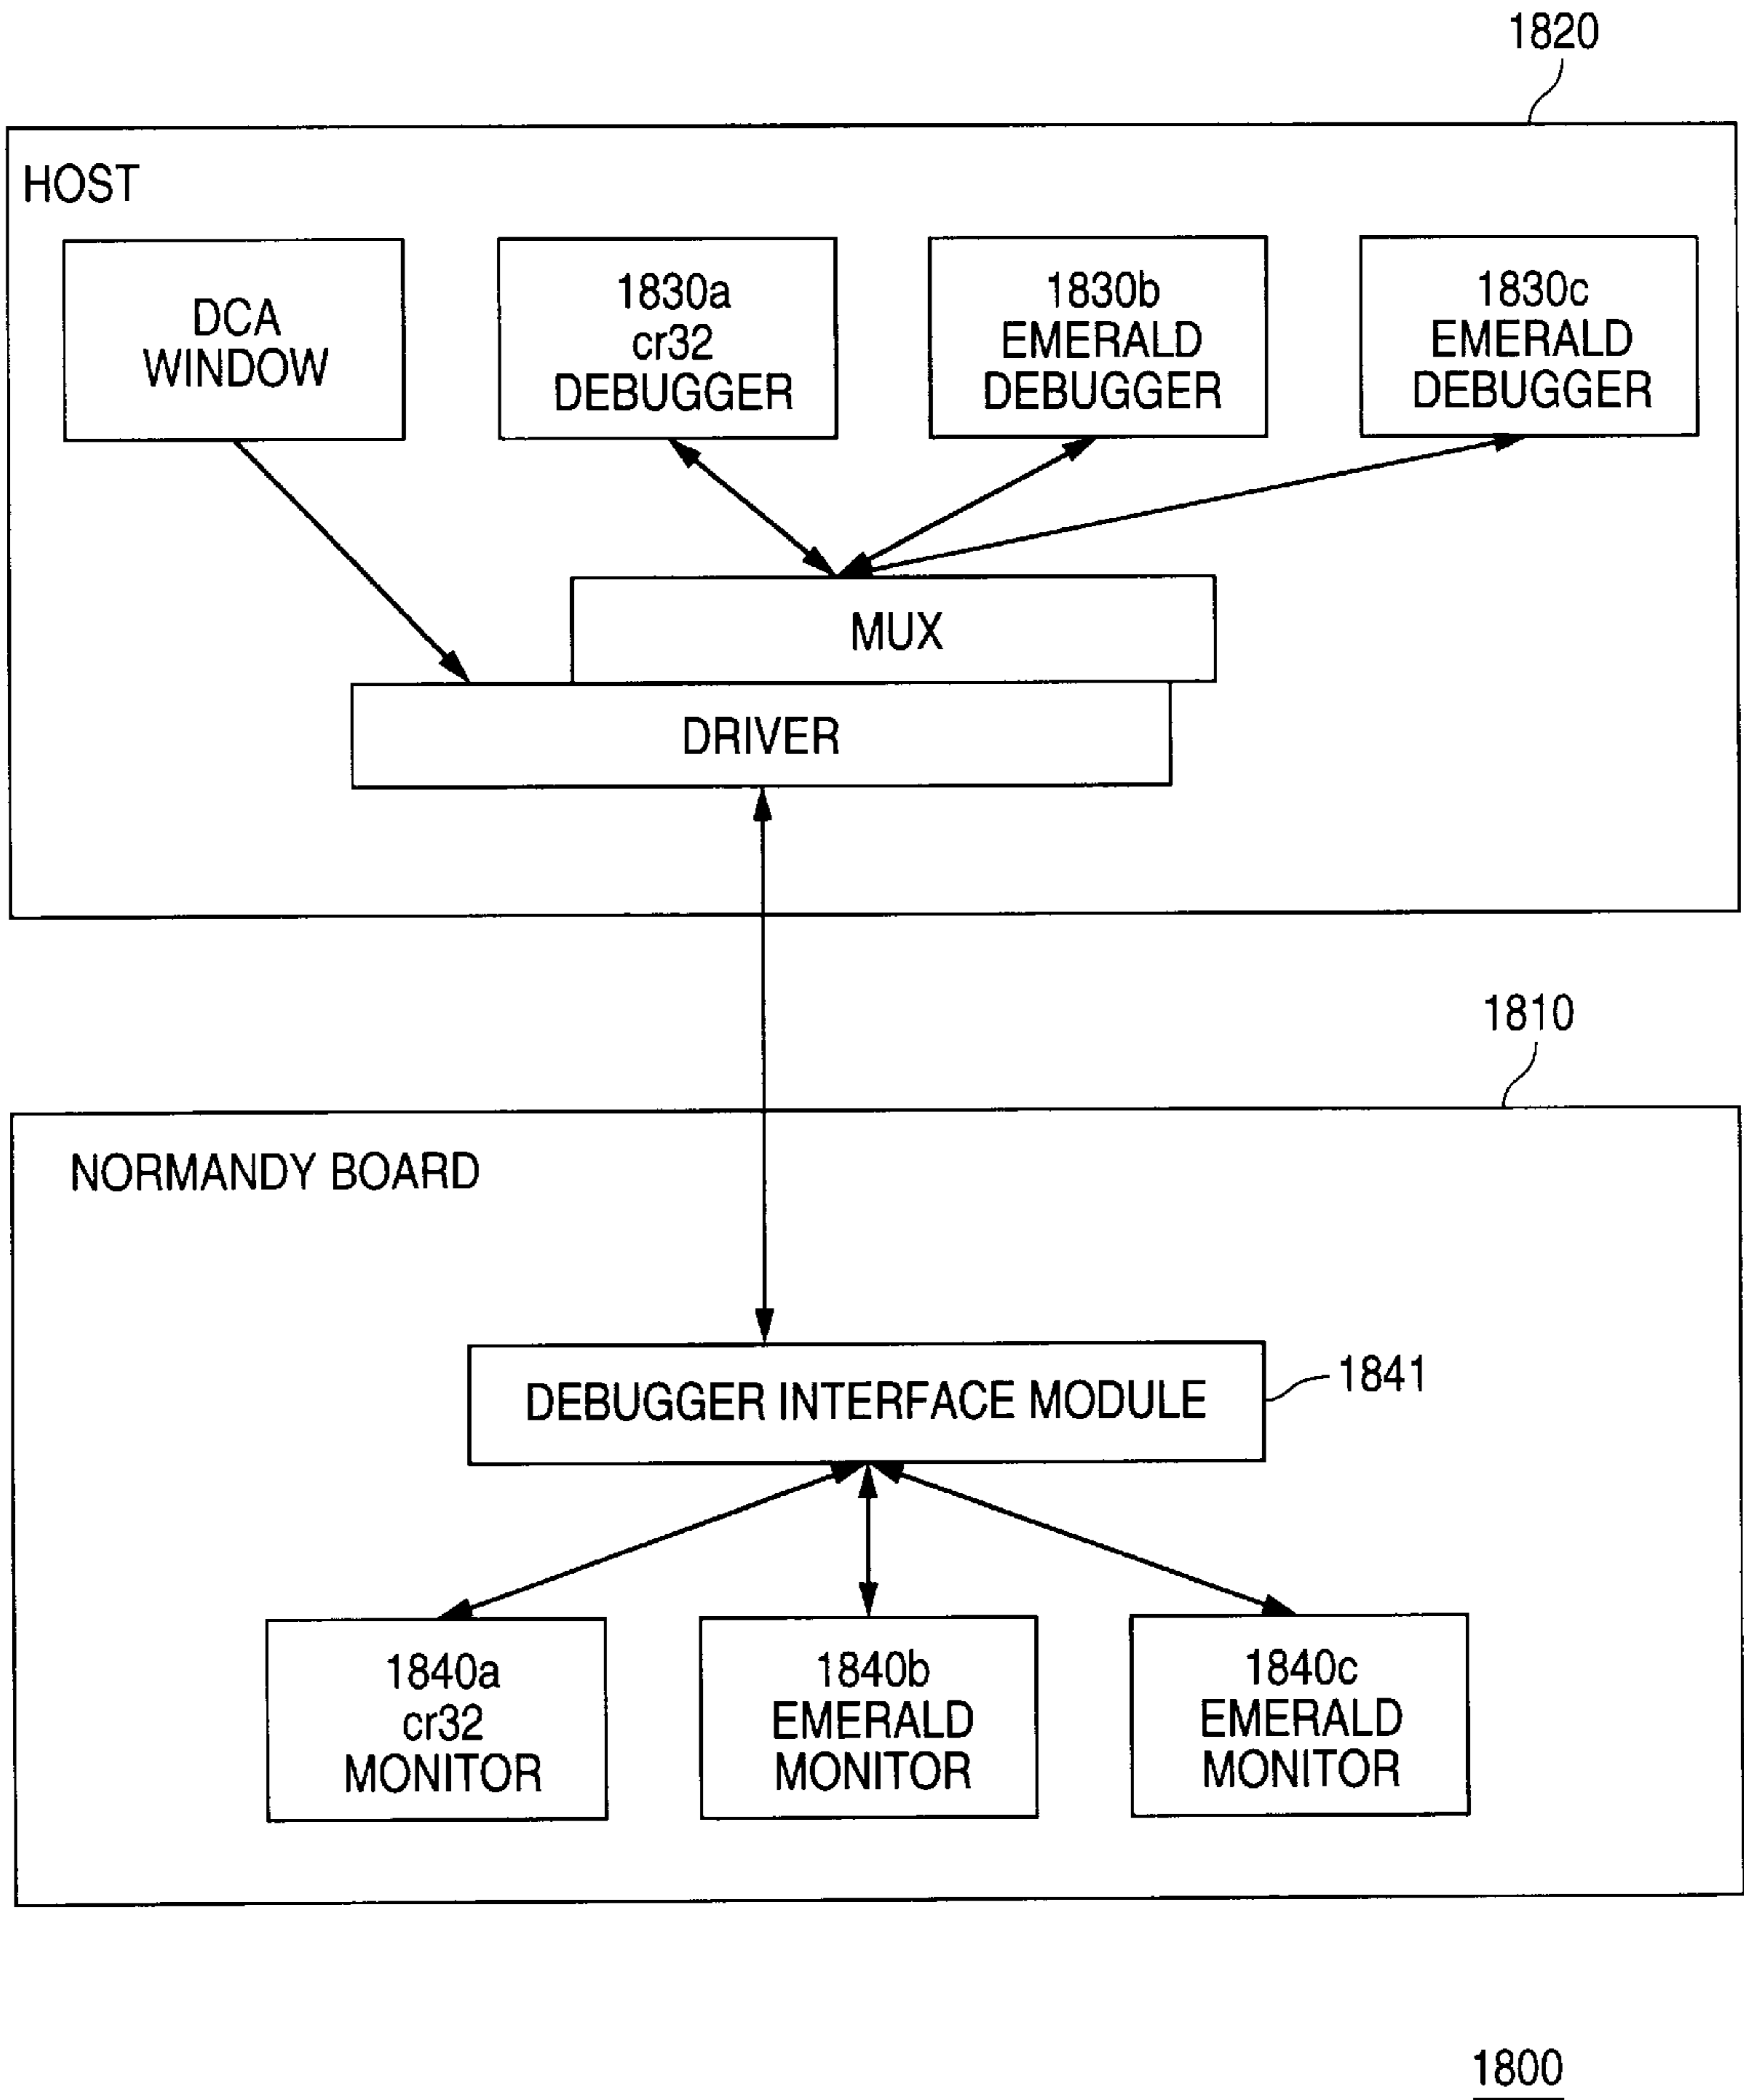 1820
HOST
DCA
WINDOW
1830a
cr32
DEBUGGER
1830b
EMERALD
DEBUGGER
1830c
EMERALD
DEBUGGER
MUX
DRIVER
1810
NORMANDY BOARD
DEBUGGER INTERFACE MODULE
1841
1840a
cr32
MONITOR
1840b
EMERALD
MONITOR
1840c
EMERALD
MONITOR
1800